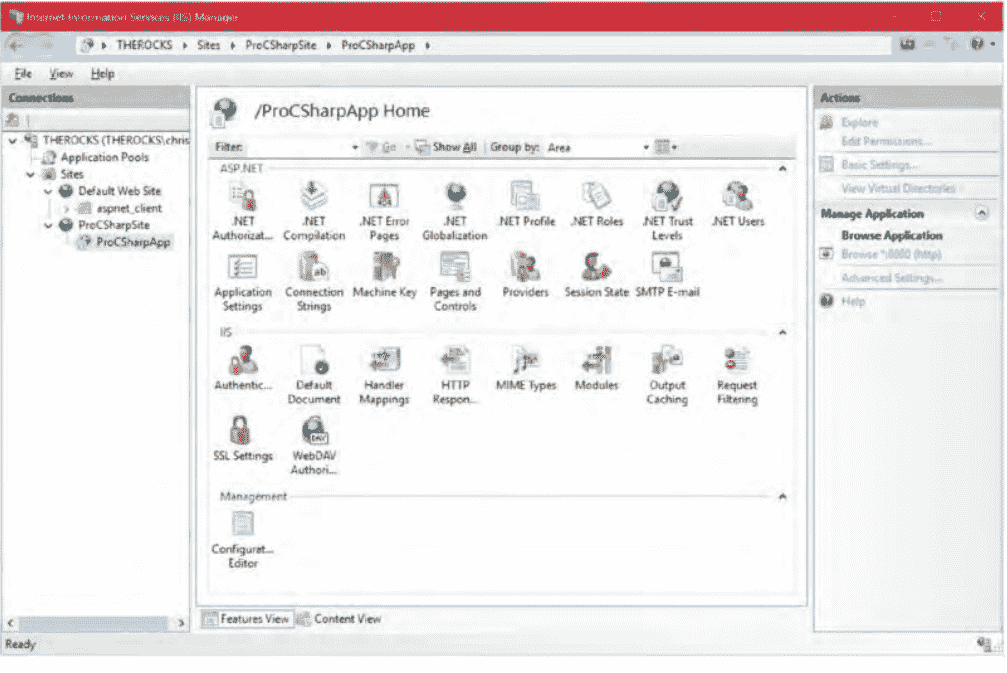 Internet Information Services (IIS) Manager
THEROCKS Sites ProCSharpSite ProCSharpApp
File View Help
Connections
THEROCKS (THEROCKS\chris
Application Pools
Sites
Default Web Site
aspnet_client
ProCSharpSite
ProCSharpApp
/ProCSharpApp Home
Filter: Go Show All Group by: Area
ASP.NET
.NET Authorizat...
.NET Compilation
.NET Error Pages
.NET Globalization
.NET Profile
.NET Roles
.NET Trust Levels
.NET Users
Application Settings
Connection Strings
Machine Key
Pages and Controls
Providers
Session State
SMTP E-mail
IIS
Authentic...
Default Document
Handler Mappings
HTTP Respon...
MIME Types
Modules
Output Caching
Request Filtering
SSL Settings
WebDAV Authori...
Management
Configurat... Editor
Features View Content View
Actions
Explore
Edit Permissions...
Basic Settings...
View Virtual Directories
Manage Application
Browse Application
Browse *:8080 (http)
Advanced Settings...
Help
Ready